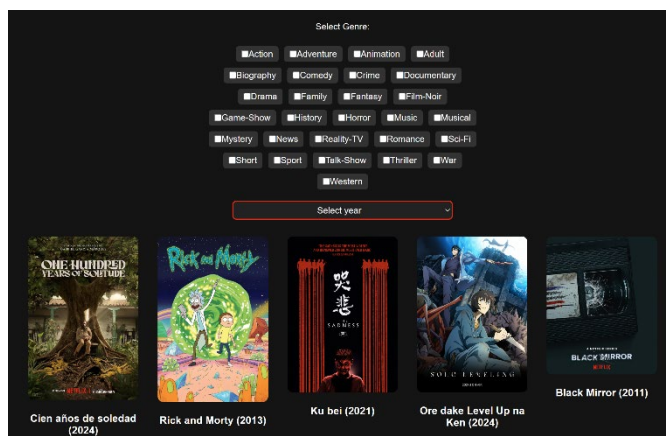 Select Genre:
Action Adventure Animation Adult
Biography Comedy Crime Documentary
Drama Family Fantasy Film-Noir
Game-Show History Horror Music Musical
Mystery News Reality-TV Romance Sci-Fi
Short Sport Talk-Show Thriller War
Western
Select year
ONE HUNDRED
YEARS OF SOLITUDE
NETFLIX
Rick and Morty
哭
悲
THE
SADNESS
SOLO LEVELING
BLACK MIRROR
NETFLIX
Cien años de soledad
(2024)
Rick and Morty (2013)
Ku bei (2021)
Ore dake Level Up na
Ken (2024)
Black Mirror (2011)